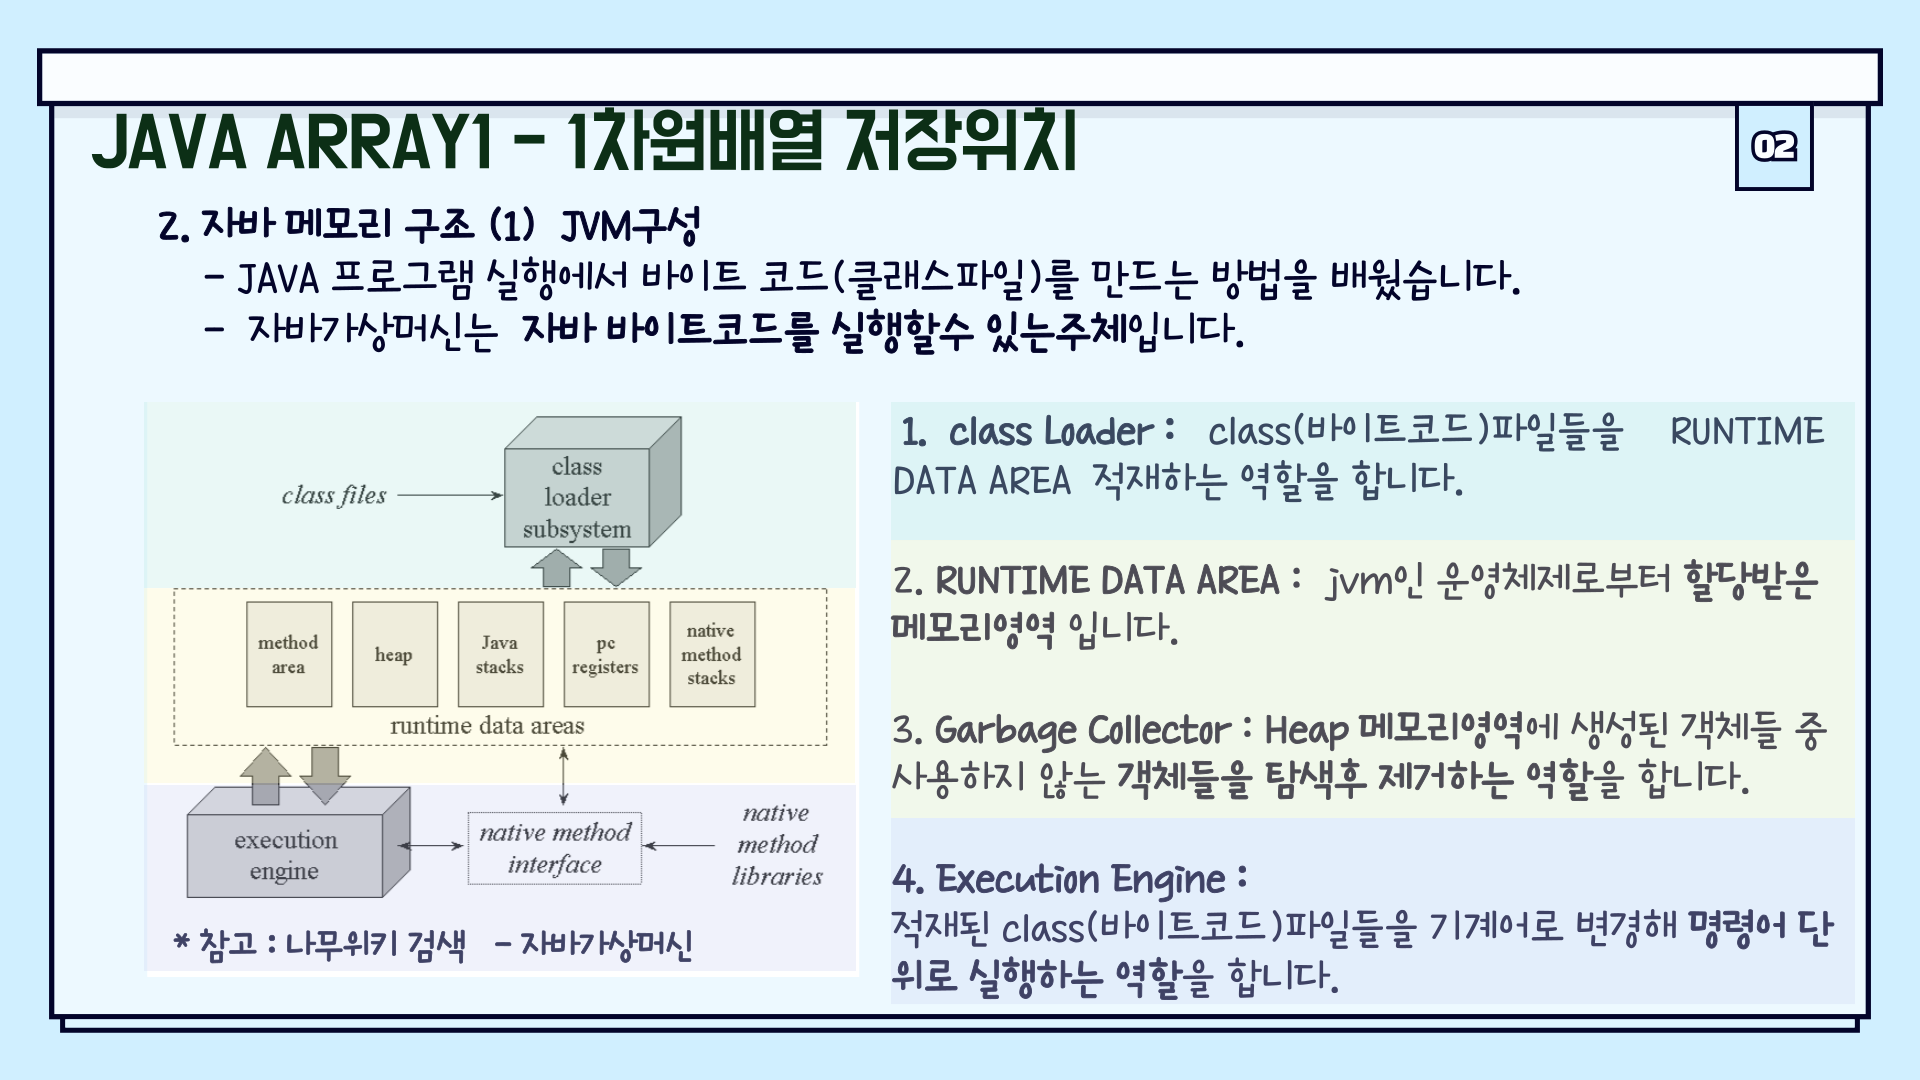 JAVA ARRAY1 - 1차원배열 저장위치
02
2. 자바 메모리 구조 (1) JVM구성
- JAVA 프로그램 실행에서 바이트 코드(클래스파일)를 만드는 방법을 배웠습니다.
- 자바가상머신는 자바 바이트코드를 실행할수 있는주체입니다.
class files
class
loader
subsystem
method
area
heap
Java
stacks
pc
registers
native
method
stacks
runtime data areas
execution
engine
native method
interface
native
method
libraries
* 참고 : 나무위키 검색 - 자바가상머신
1. class Loader : class(바이트코드)파일들을 RUNTIME
DATA AREA 적재하는 역할을 합니다.
2. RUNTIME DATA AREA : jvm인 운영체제로부터 할당받은
메모리영역 입니다.
3. Garbage Collector : Heap 메모리영역에 생성된 객체들 중
사용하지 않는 객체들을 탐색후 제거하는 역할을 합니다.
4. Execution Engine :
적재된 class(바이트코드)파일들을 기계어로 변경해 명령어 단
위로 실행하는 역할을 합니다.